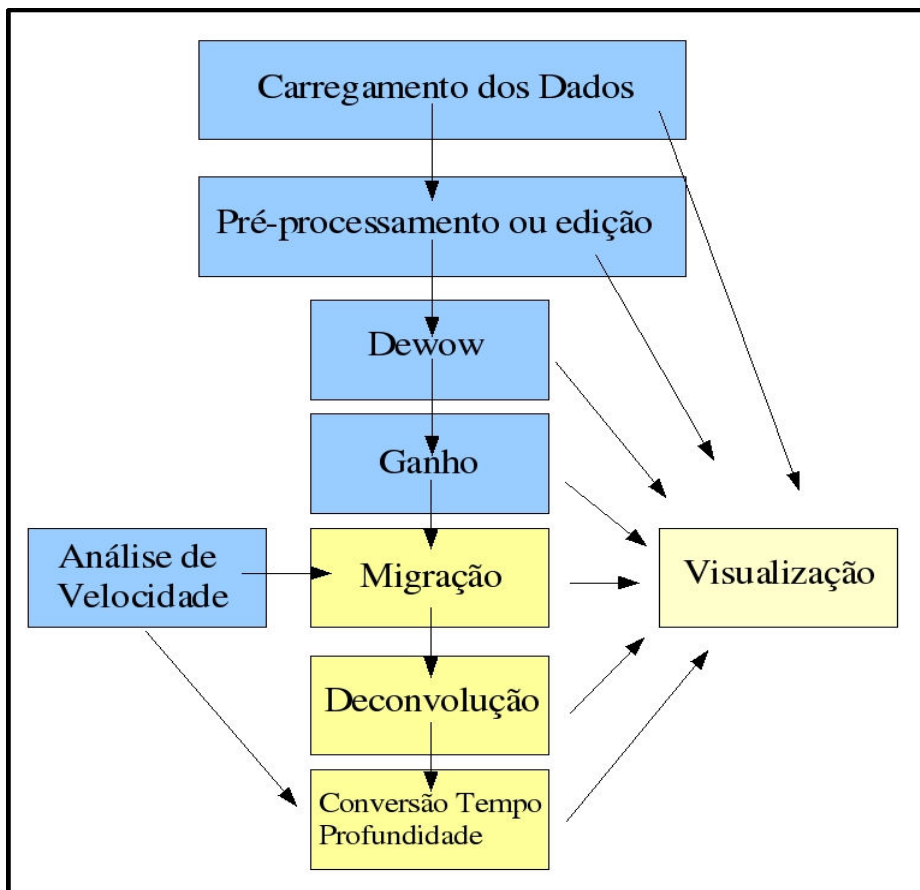 Carregamento dos Dados
Pré-processamento ou edição
Dewow
Ganho
Análise de
Velocidade
Migração
Visualização
Deconvolução
Conversão Tempo
Profundidade